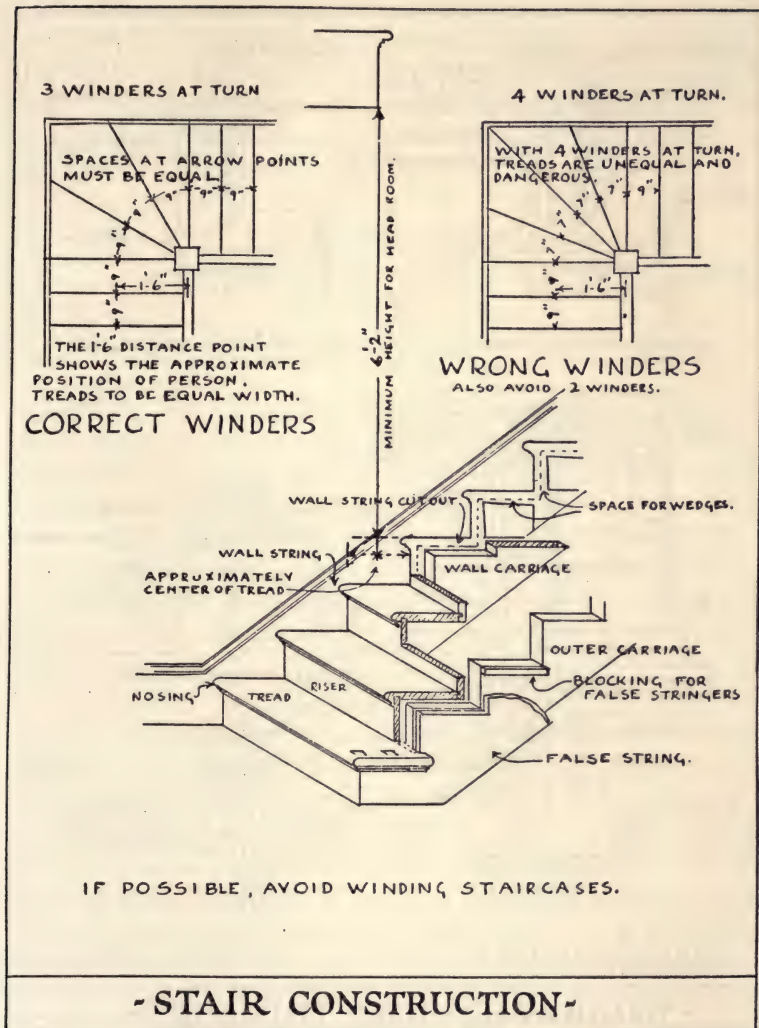 3 WINDERS AT TURN
SPACES AT ARROW POINTS
MUST BE EQUAL
9"
9"
9"
9"
9"
9"
9"
1'-6"
THE 1'-6" DISTANCE POINT
SHOWS THE APPROXIMATE
POSITION OF PERSON.
TREADS TO BE EQUAL WIDTH.
CORRECT WINDERS
MINIMUM HEIGHT FOR HEAD ROOM.
6'-2"
4 WINDERS AT TURN.
WITH 4 WINDERS AT TURN,
TREADS ARE UNEQUAL AND
DANGEROUS.
7"
9"
7"
7"
7"
9"
9"
1'-6"
WRONG WINDERS
ALSO AVOID 2 WINDERS.
WALL STRING CUT OUT
SPACE FOR WEDGES.
WALL STRING
WALL CARRIAGE
APPROXIMATELY
CENTER OF TREAD
OUTER CARRIAGE
NOSING
TREAD
RISER
BLOCKING FOR
FALSE STRINGERS
FALSE STRING.
IF POSSIBLE, AVOID WINDING STAIRCASES.
-STAIR CONSTRUCTION-